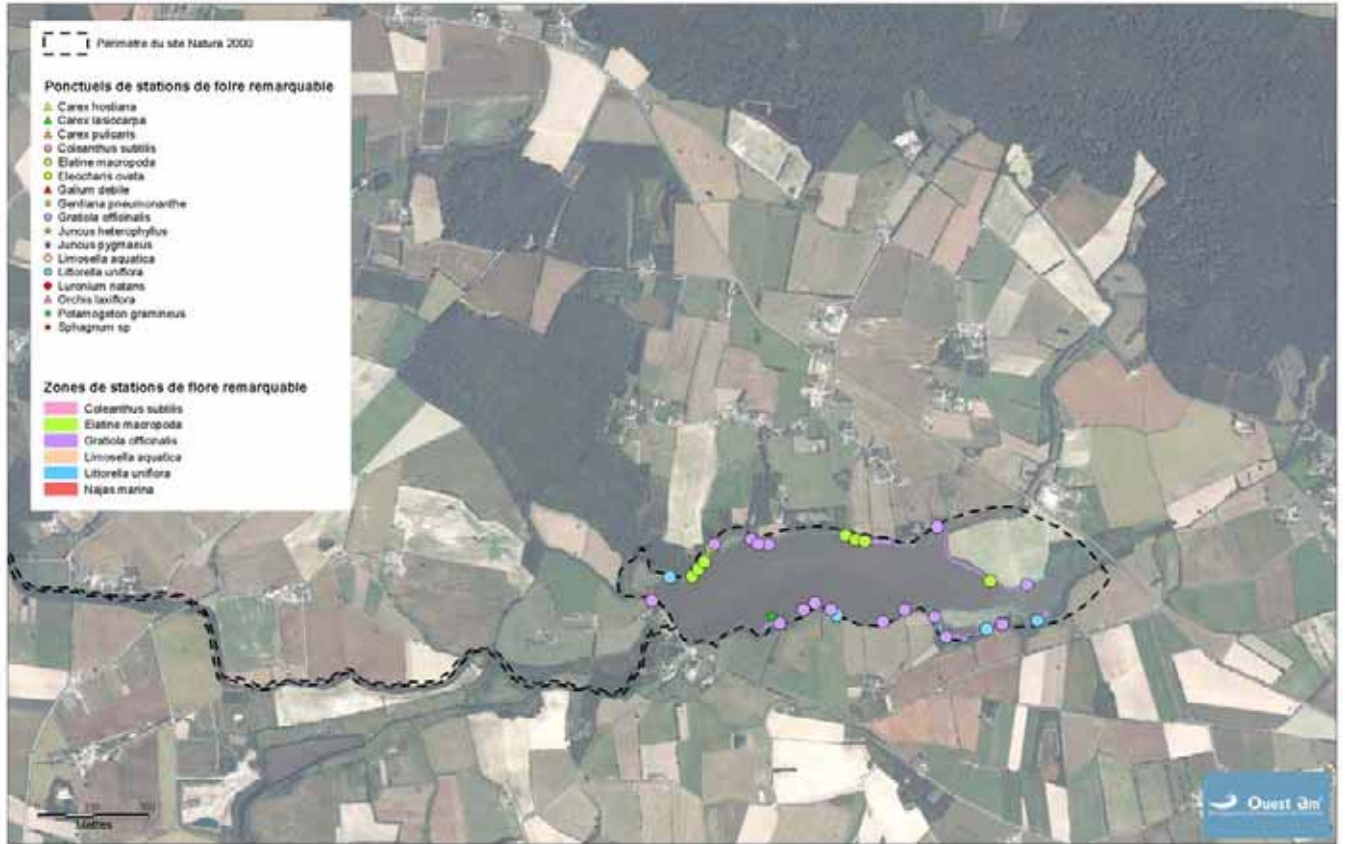 Périmètre du site Natura 2000
Ponctuels de stations de foire remarquable
Carex hostiana
Carex lasiocarpa
Carex pulicaris
Coleanthus subtilis
Elatine macropoda
Eleocharis ovata
Galium debile
Gentiana pneumonanthe
Gratiola officinalis
Juncus heterophyllus
Juncus pygmaeus
Limosella aquatica
Littorella uniflora
Luronium natans
Orchis laxiflora
Potamogeton gramineus
Sphagnum sp
Zones de stations de flore remarquable
Coleanthus subtilis
Elatine macropoda
Gratiola officinalis
Limosella aquatica
Littorella uniflora
Najas marina
Mètres
Ouest am'